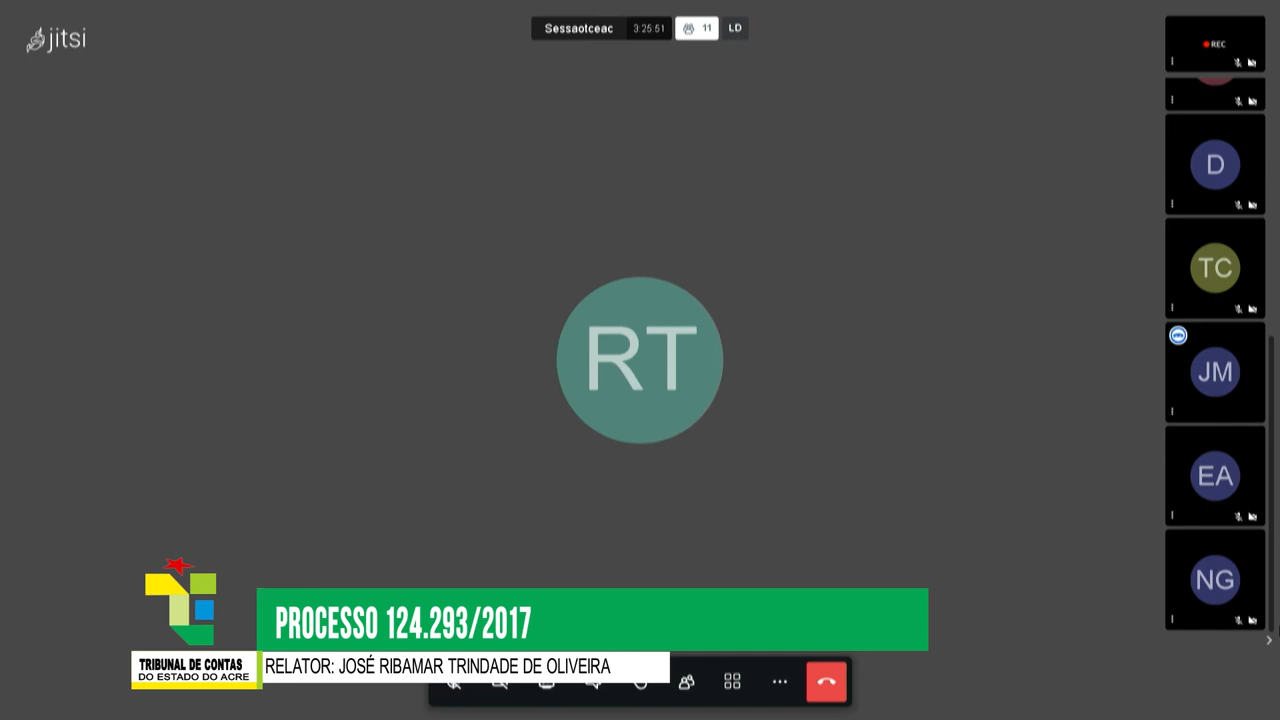 jitsi
Sessaotceac 3:25:51 11 LD
REC
D
TC
JM
EA
NG
RT
PROCESSO 124.293/2017
TRIBUNAL DE CONTAS
DO ESTADO DO ACRE
RELATOR: JOSÉ RIBAMAR TRINDADE DE OLIVEIRA